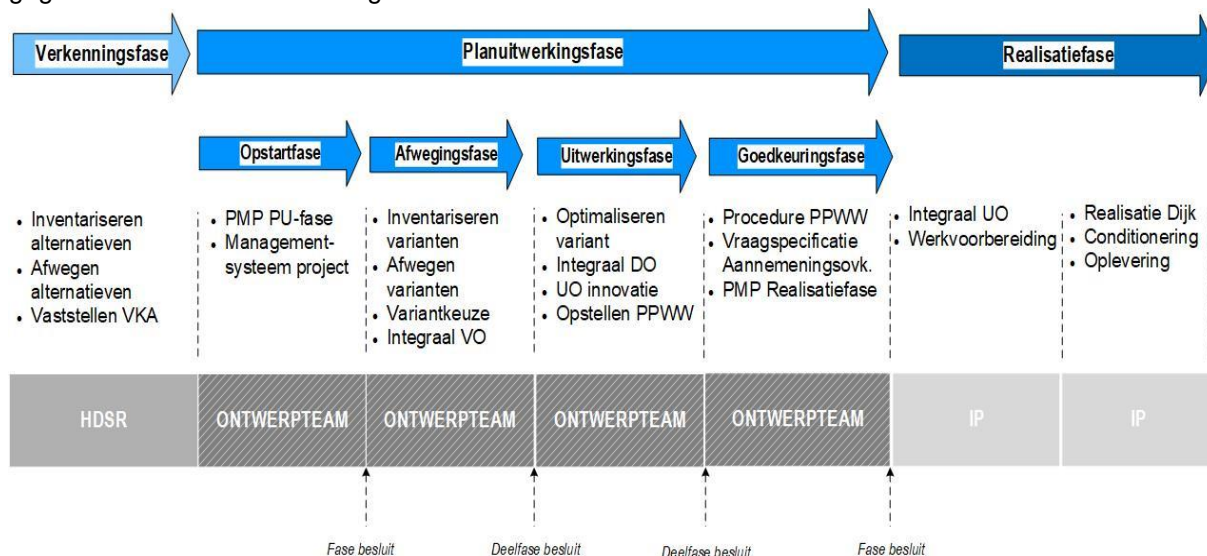 Verkenningsfase
Planuitwerkingsfase
Realisatiefase
Opstartfase
Afwegingsfase
Uitwerkingsfase
Goedkeuringsfase
• Inventariseren
alternatieven
• Afwegen
alternatieven
• Vaststellen VKA
• PMP PU-fase
• Management-
systeem project
• Inventariseren
varianten
• Afwegen
varianten
• Variantkeuze
• Integraal VO
• Optimaliseren
variant
• Integraal DO
• UO innovatie
• Opstellen PPWW
• Procedure PPWW
• Vraagspecificatie
Aannemeningsovk.
• PMP Realisatiefase
• Integraal UO
• Werkvoorbereiding
• Realisatie Dijk
• Conditionering
• Oplevering
HDSR
ONTWERPTEAM
ONTWERPTEAM
ONTWERPTEAM
ONTWERPTEAM
IP
IP
Fase besluit
Deelfase besluit
Deelfase besluit
Fase besluit